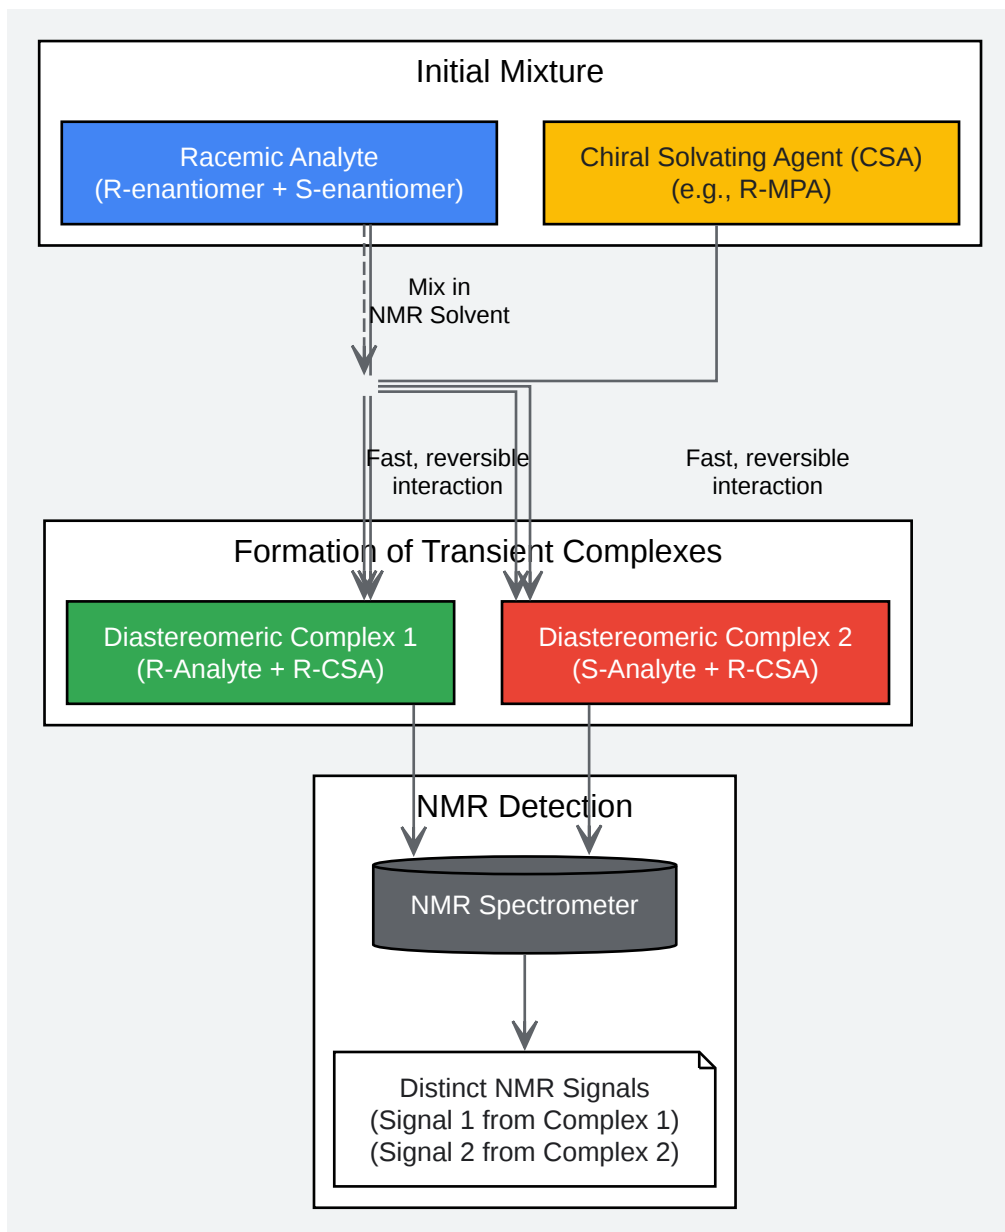 Initial Mixture
Racemic Analyte
(R-enantiomer + S-enantiomer)
Chiral Solvating Agent (CSA)
(e.g., R-MPA)
Mix in
NMR Solvent
Fast, reversible
interaction
Fast, reversible
interaction
Formation of Transient Complexes
Diastereomeric Complex 1
(R-Analyte + R-CSA)
Diastereomeric Complex 2
(S-Analyte + R-CSA)
NMR Detection
NMR Spectrometer
Distinct NMR Signals
(Signal 1 from Complex 1)
(Signal 2 from Complex 2)